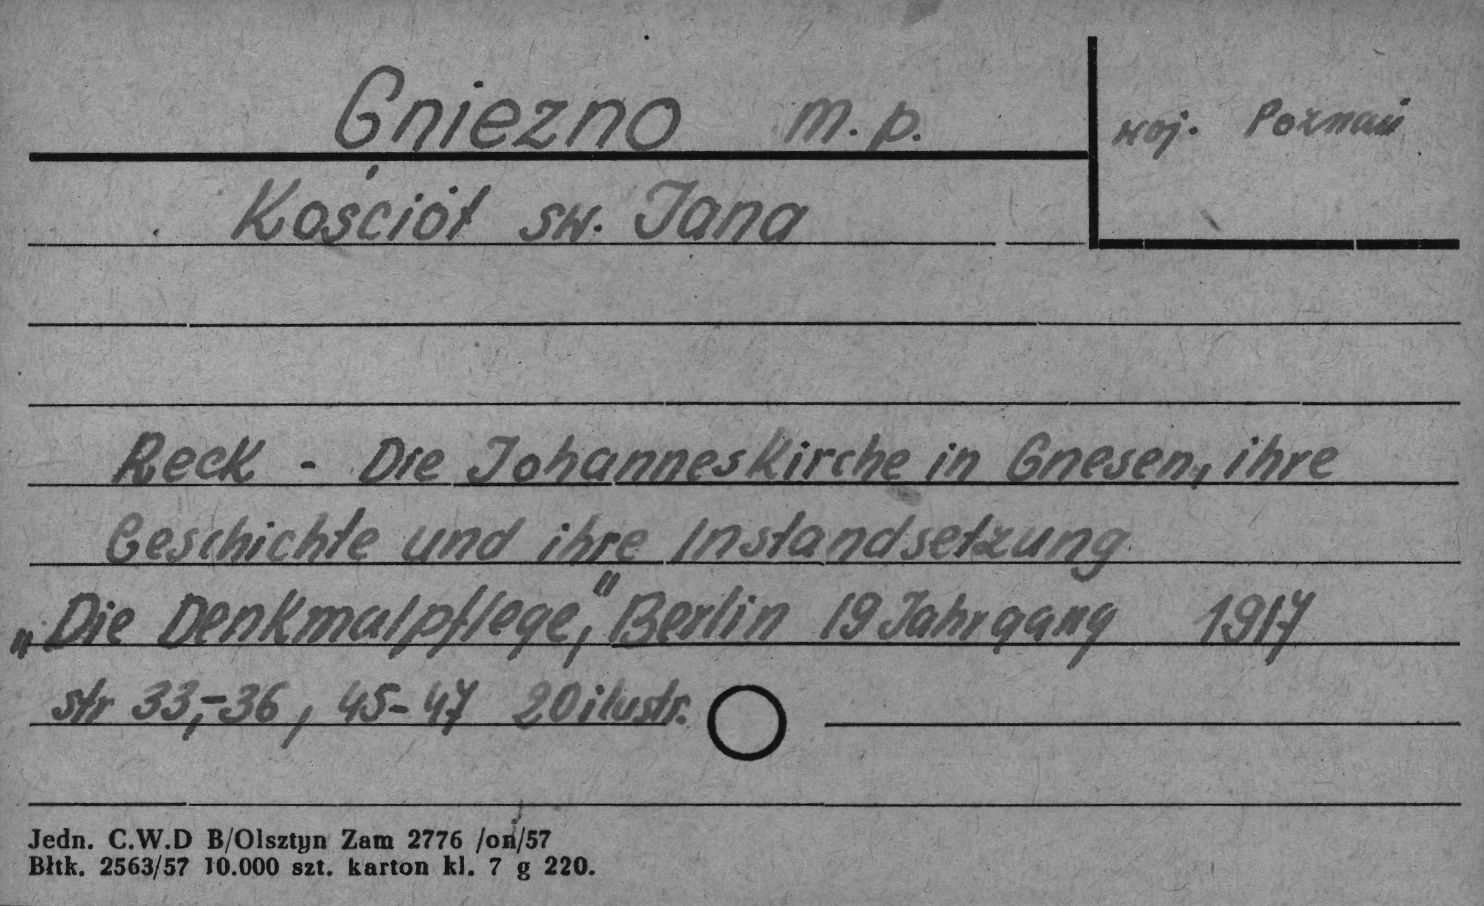 Gniezno m. p.
woj. Poznań
Kościół sw. Jana
Reck - Die Johanneskirche in Gnesen, ihre
Geschichte und ihre Instandsetzung
„Die Denkmalpflege," Berlin 19 Jahrgang 1917
str 33,-36, 45-47 20 ilustr.
Jedn. C.W.D B/Olsztyn Zam 2776 /on/57
Błtk. 2563/57 10.000 szt. karton kl. 7 g 220.